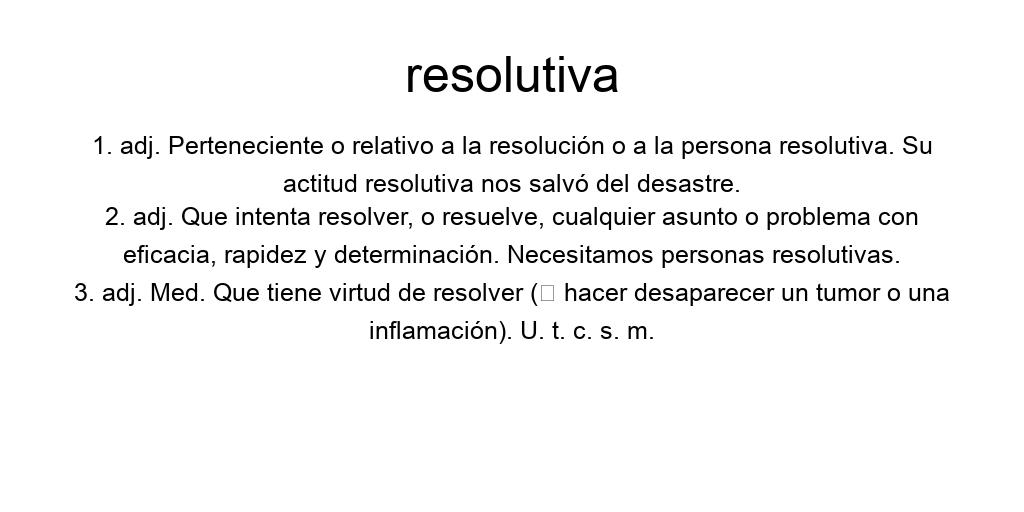 resolutiva
1. adj. Perteneciente o relativo a la resolución o a la persona resolutiva. Su
actitud resolutiva nos salvó del desastre.
2. adj. Que intenta resolver, o resuelve, cualquier asunto o problema con
eficacia, rapidez y determinación. Necesitamos personas resolutivas.
3. adj. Med. Que tiene virtud de resolver (□ hacer desaparecer un tumor o una
inflamación). U. t. c. s. m.